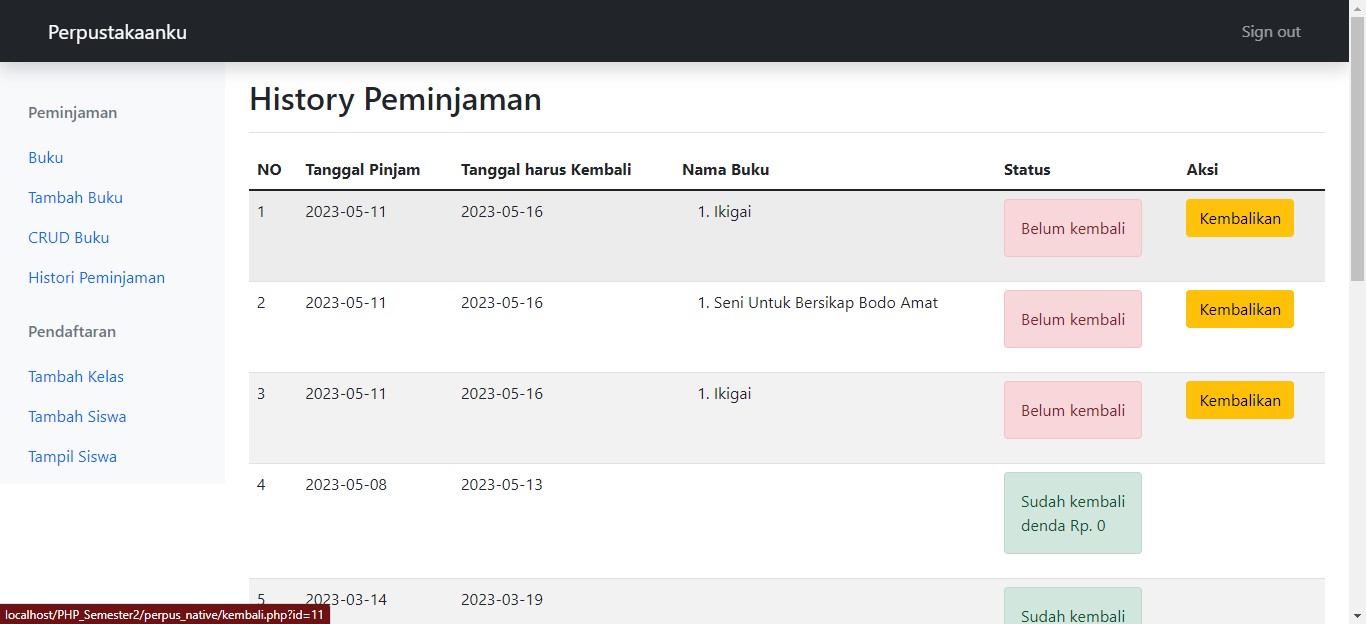 Perpustakaanku Sign out
Peminjaman
Buku
Tambah Buku
CRUD Buku
Histori Peminjaman
Pendaftaran
Tambah Kelas
Tambah Siswa
Tampil Siswa
History Peminjaman
NO Tanggal Pinjam Tanggal harus Kembali Nama Buku Status Aksi
1 2023-05-11 2023-05-16 1. Ikigai Belum kembali Kembalikan
2 2023-05-11 2023-05-16 1. Seni Untuk Bersikap Bodo Amat Belum kembali Kembalikan
3 2023-05-11 2023-05-16 1. Ikigai Belum kembali Kembalikan
4 2023-05-08 2023-05-13 Sudah kembali
denda Rp. 0
5 2023-03-14 2023-03-19 Sudah kembali
localhost/PHP_Semester2/perpus_native/kembali.php?id=11